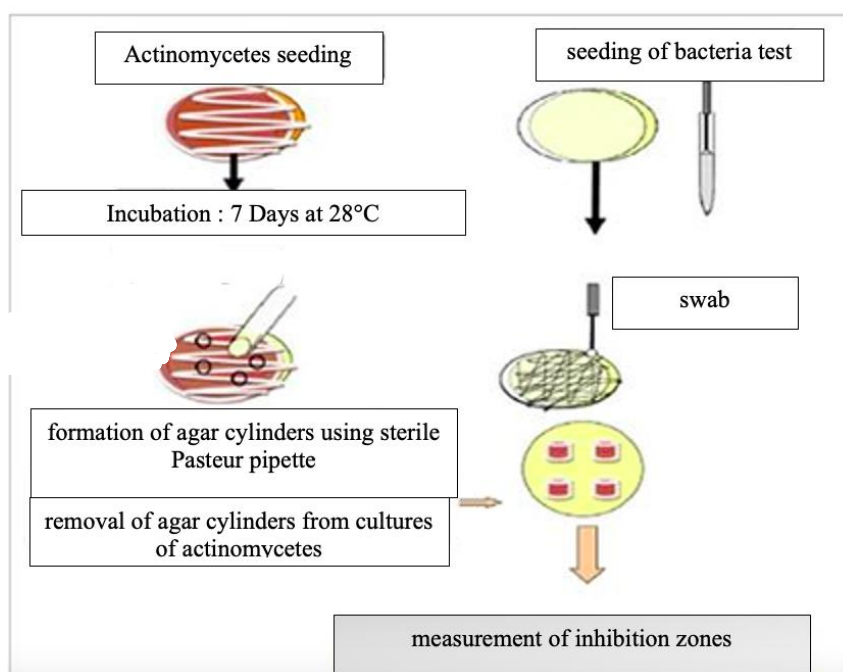 Actinomycetes seeding
seeding of bacteria test
Incubation : 7 Days at 28°C
swab
formation of agar cylinders using sterile
Pasteur pipette
removal of agar cylinders from cultures
of actinomycetes
measurement of inhibition zones